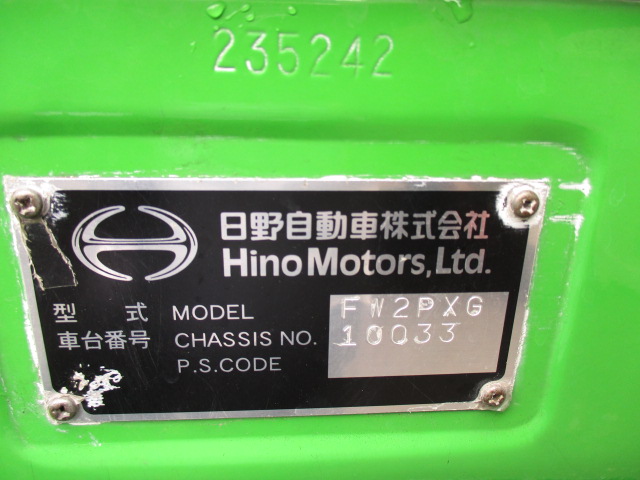 235242
日野自動車株式会社
Hino Motors, Ltd.
型 式 MODEL FW2PXG
車台番号 CHASSIS NO. 10033
P.S.CODE